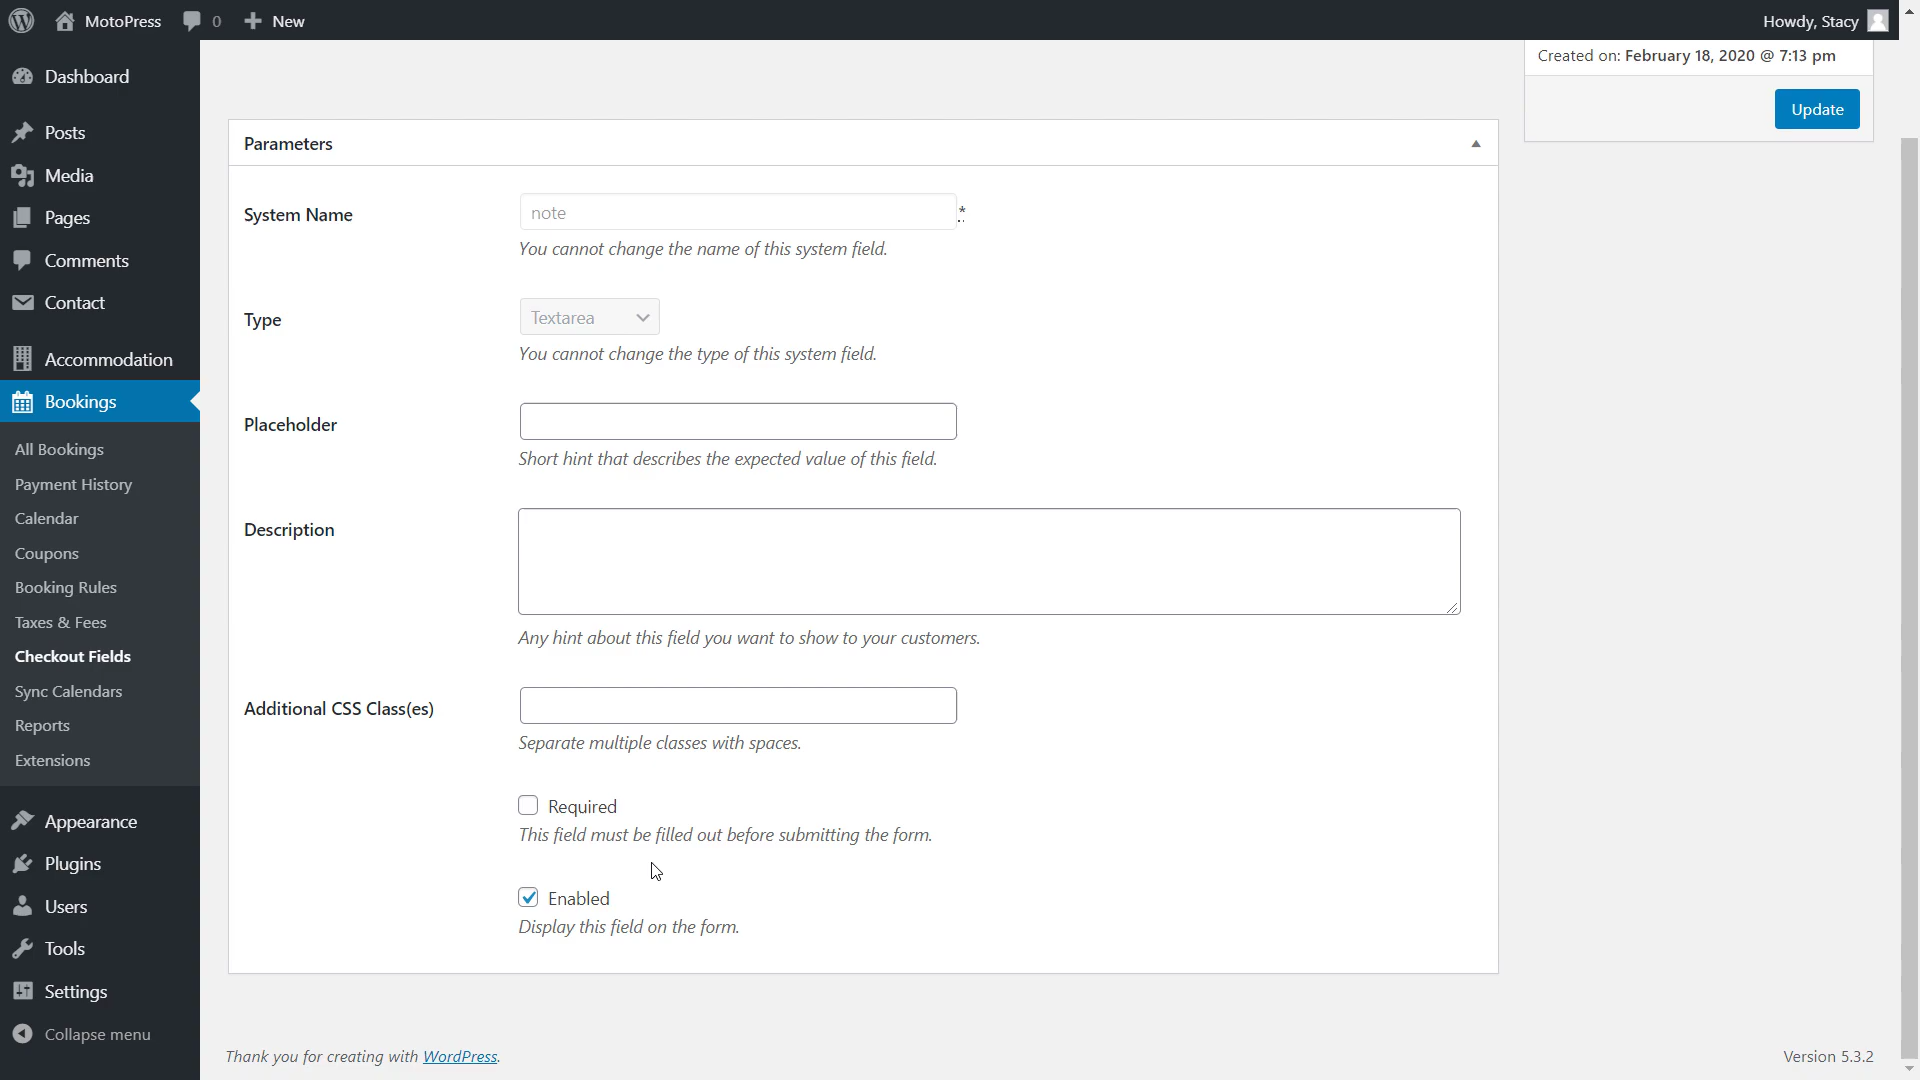 MotoPress 0 New Howdy, Stacy
Dashboard
Posts
Media
Pages
Comments
Contact
Accommodation
Bookings
All Bookings
Payment History
Calendar
Coupons
Booking Rules
Taxes & Fees
Checkout Fields
Sync Calendars
Reports
Extensions
Appearance
Plugins
Users
Tools
Settings
Collapse menu
Created on: February 18, 2020 @ 7:13 pm
Update
Parameters
System Name
note *
You cannot change the name of this system field.
Type
Textarea
You cannot change the type of this system field.
Placeholder
Short hint that describes the expected value of this field.
Description
Any hint about this field you want to show to your customers.
Additional CSS Class(es)
Separate multiple classes with spaces.
Required
This field must be filled out before submitting the form.
Enabled
Display this field on the form.
Thank you for creating with WordPress.
Version 5.3.2